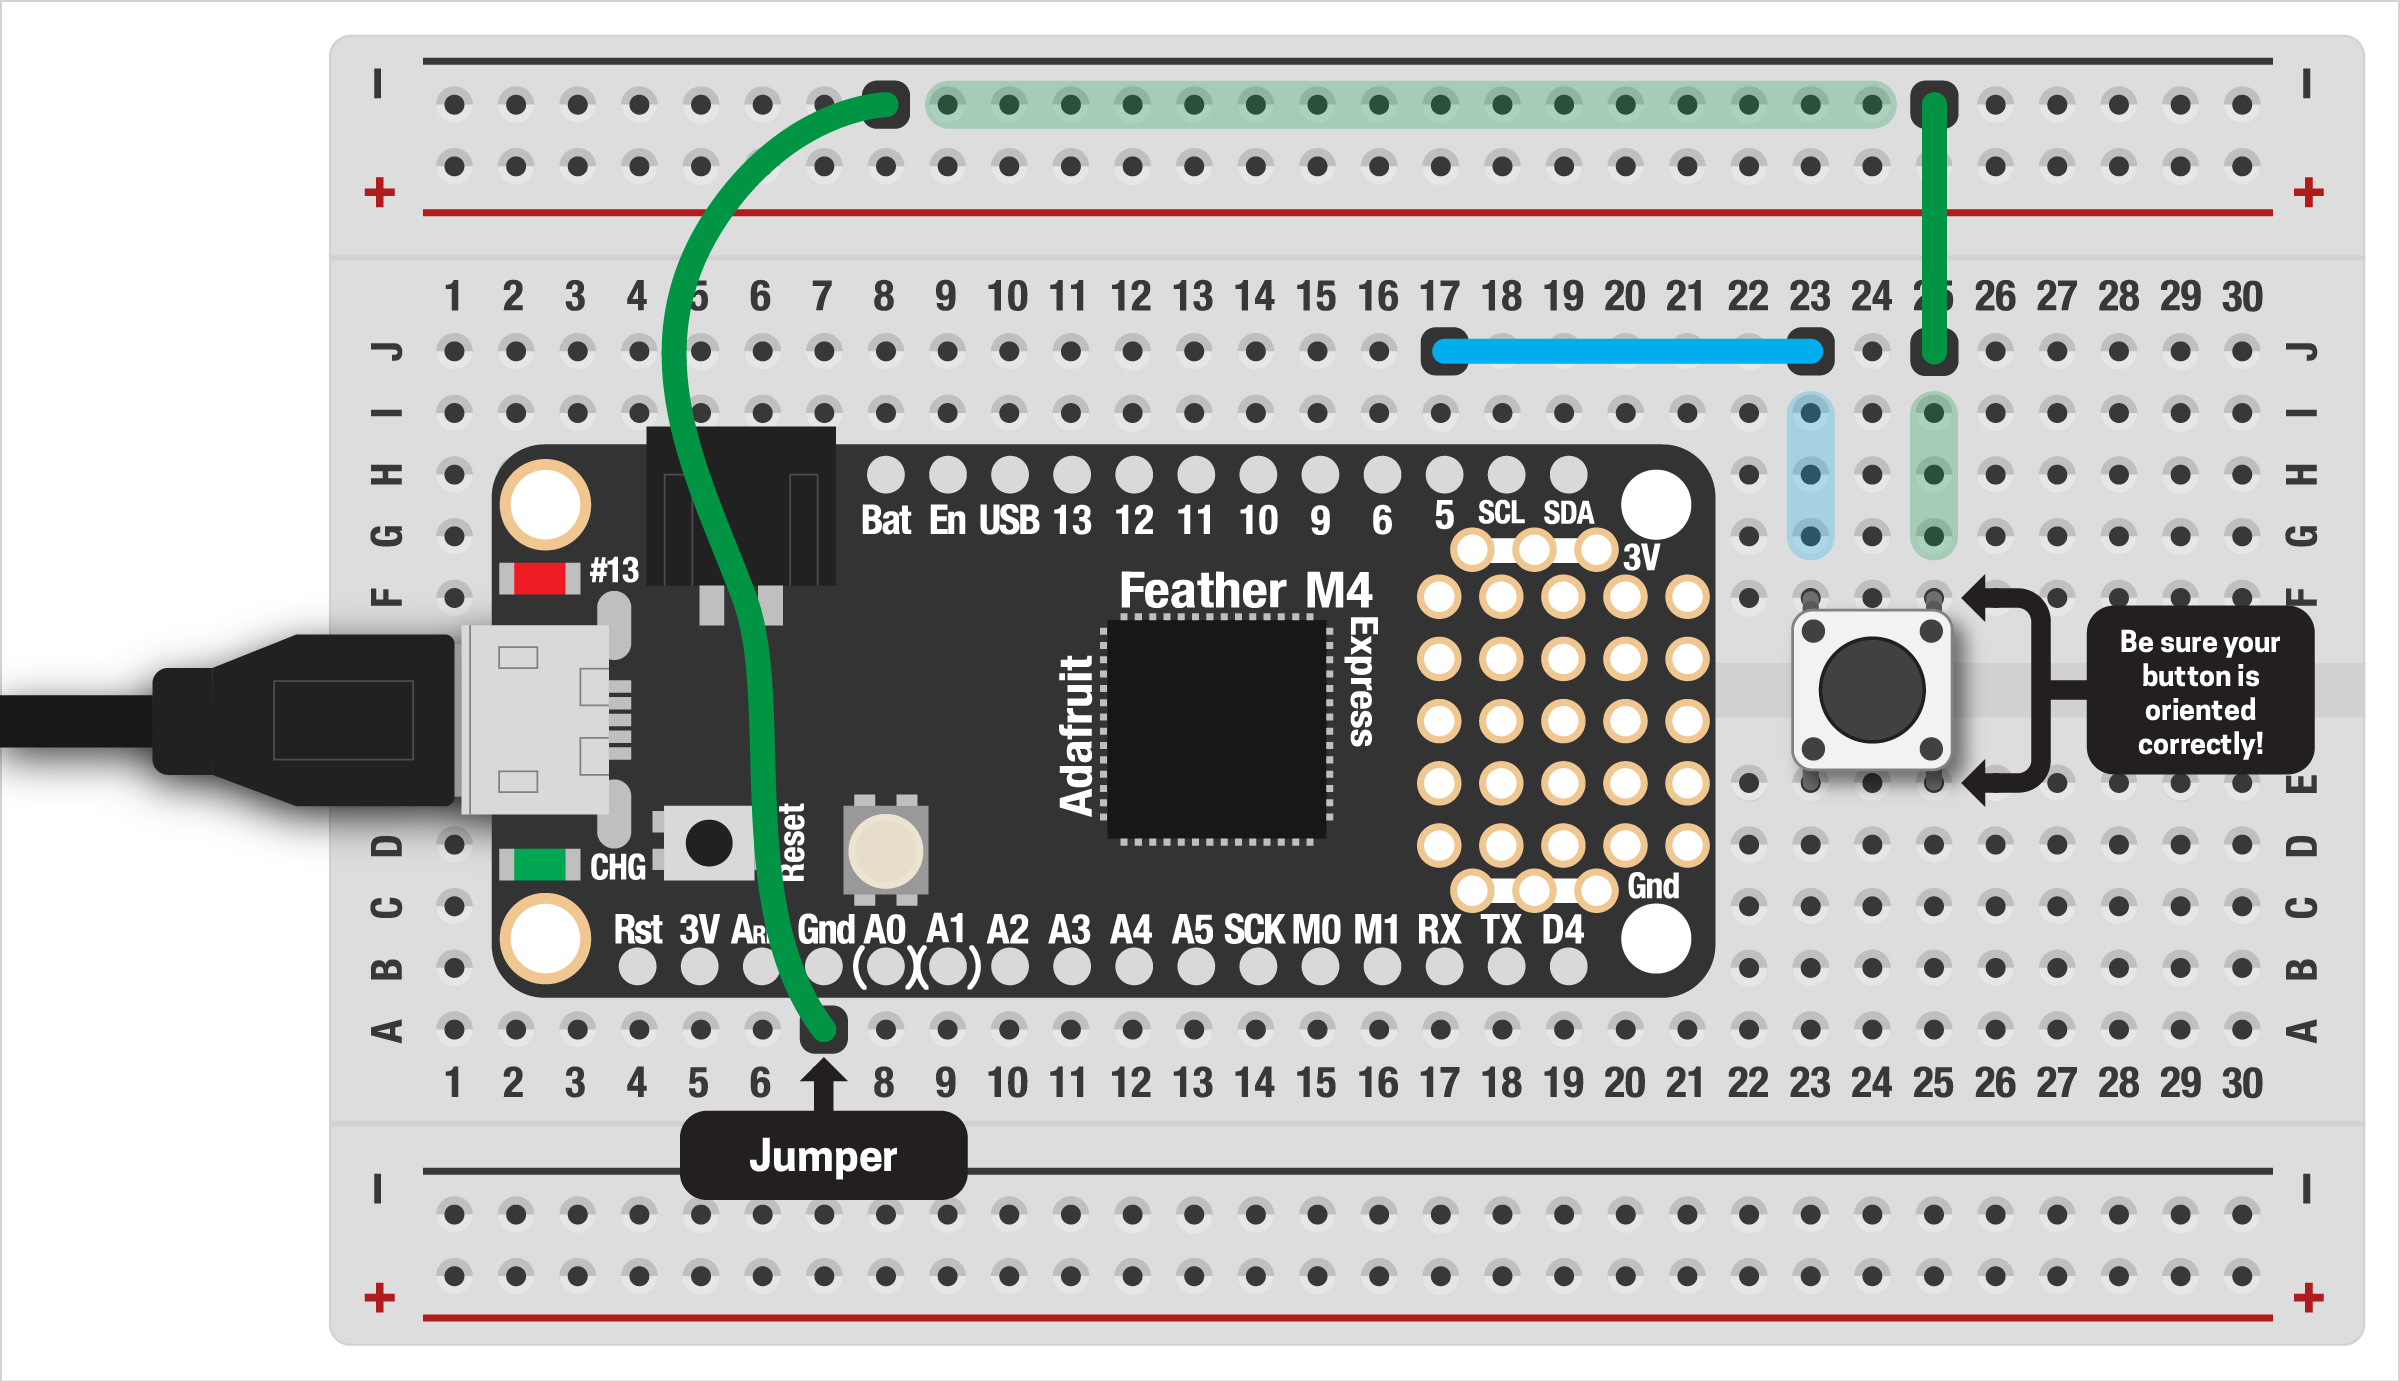 − −
+ +
1 2 3 4 5 6 7 8 9 10 11 12 13 14 15 16 17 18 19 20 21 22 23 24 25 26 27 28 29 30
J J
I I
H H
Bat En USB 13 12 11 10 9 6 5 SCL SDA
G G
3V
#13
Feather M4
Express
F F
Be sure your
button is
oriented
correctly!
Adafruit
E
Reset
D D
CHG
Gnd
C C
Rst 3V Gnd A0 A1 A2 A3 A4 A5 SCK M0 M1 RX TX D4
( ) ( )
B B
A A
1 2 3 4 5 6 8 9 10 11 12 13 14 15 16 17 18 19 20 21 22 23 24 25 26 27 28 29 30
Jumper
− −
+ +